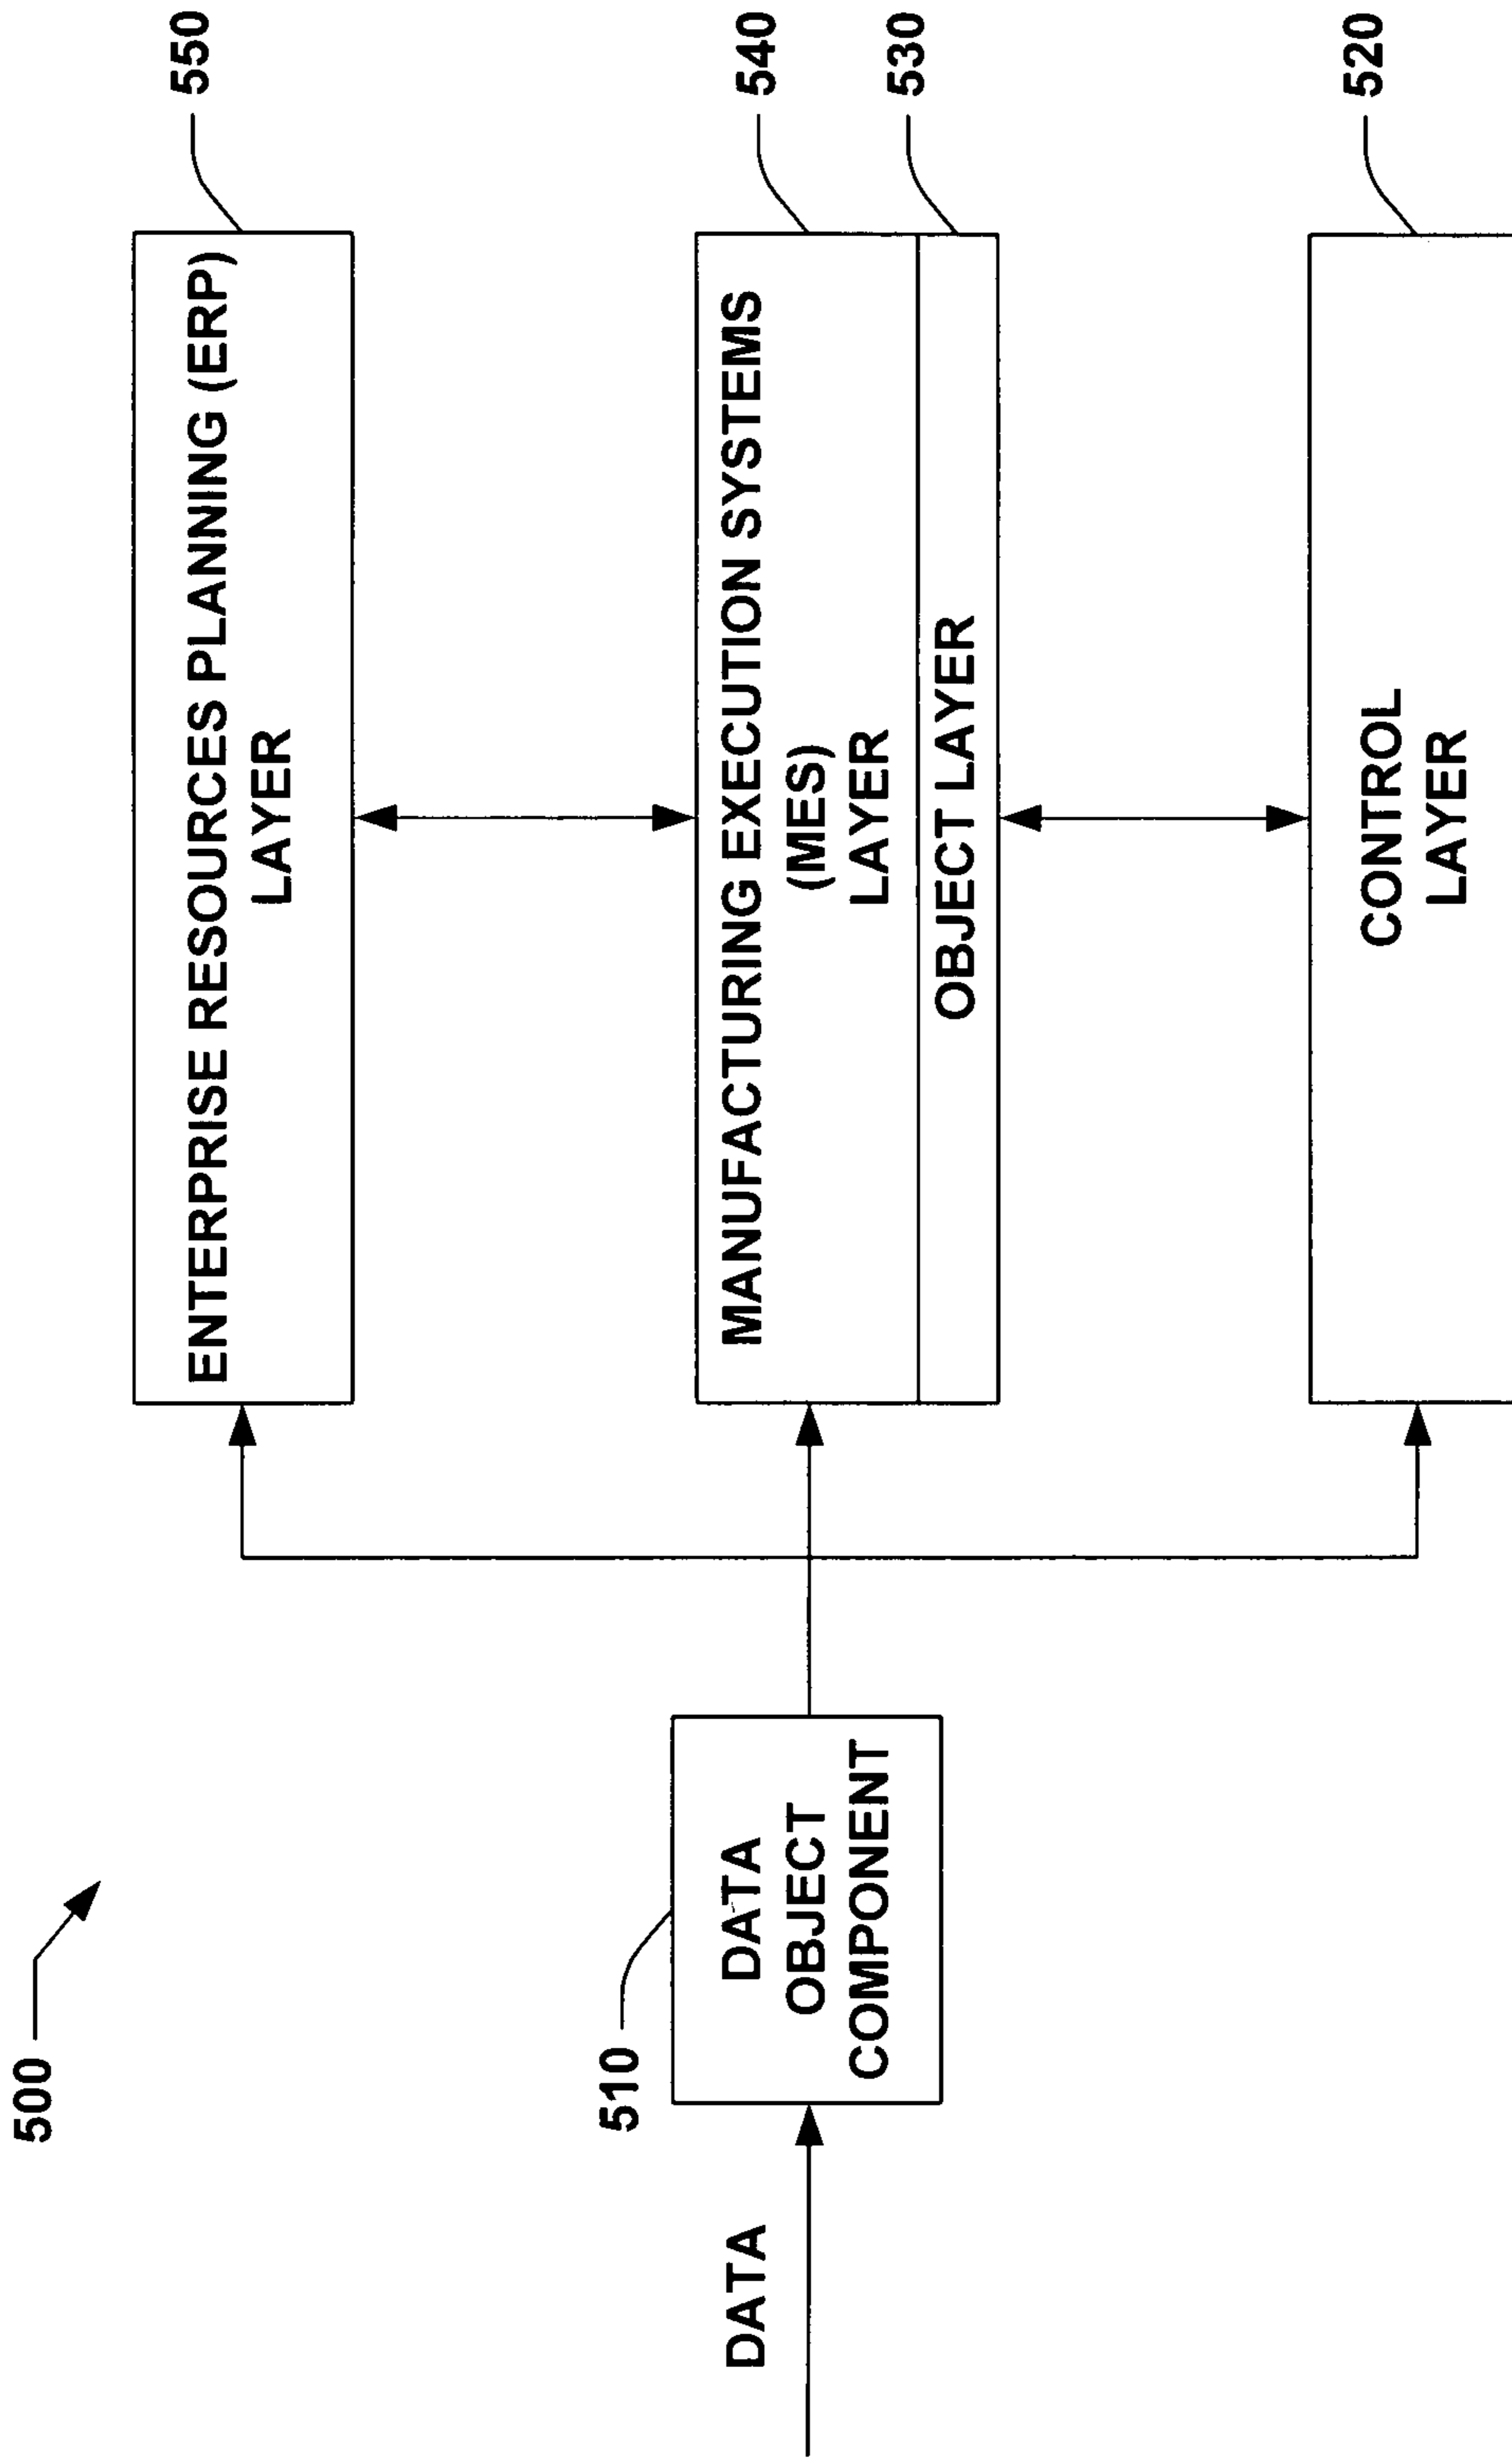 500
550
ENTERPRISE RESOURCES PLANNING (ERP)
LAYER
510
DATA
DATA
OBJECT
COMPONENT
540
MANUFACTURING EXECUTION SYSTEMS
(MES)
LAYER
530
OBJECT LAYER
520
CONTROL
LAYER